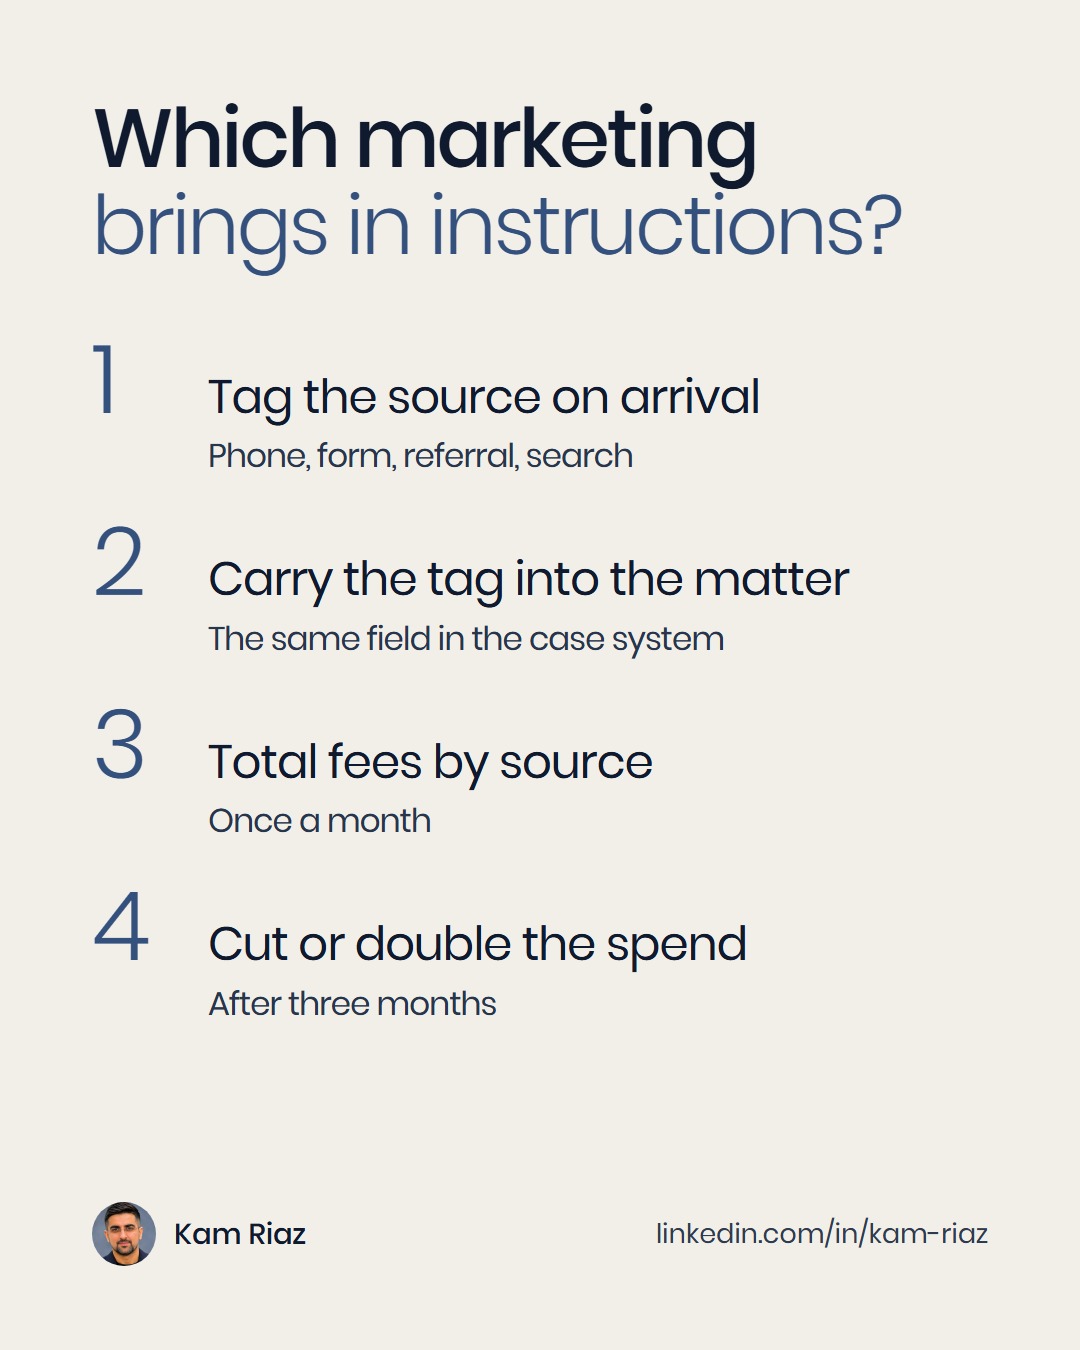 Which marketing
brings in instructions?
1
Tag the source on arrival
Phone, form, referral, search
2
Carry the tag into the matter
The same field in the case system
3
Total fees by source
Once a month
4
Cut or double the spend
After three months
Kam Riaz
linkedin.com/in/kam-riaz